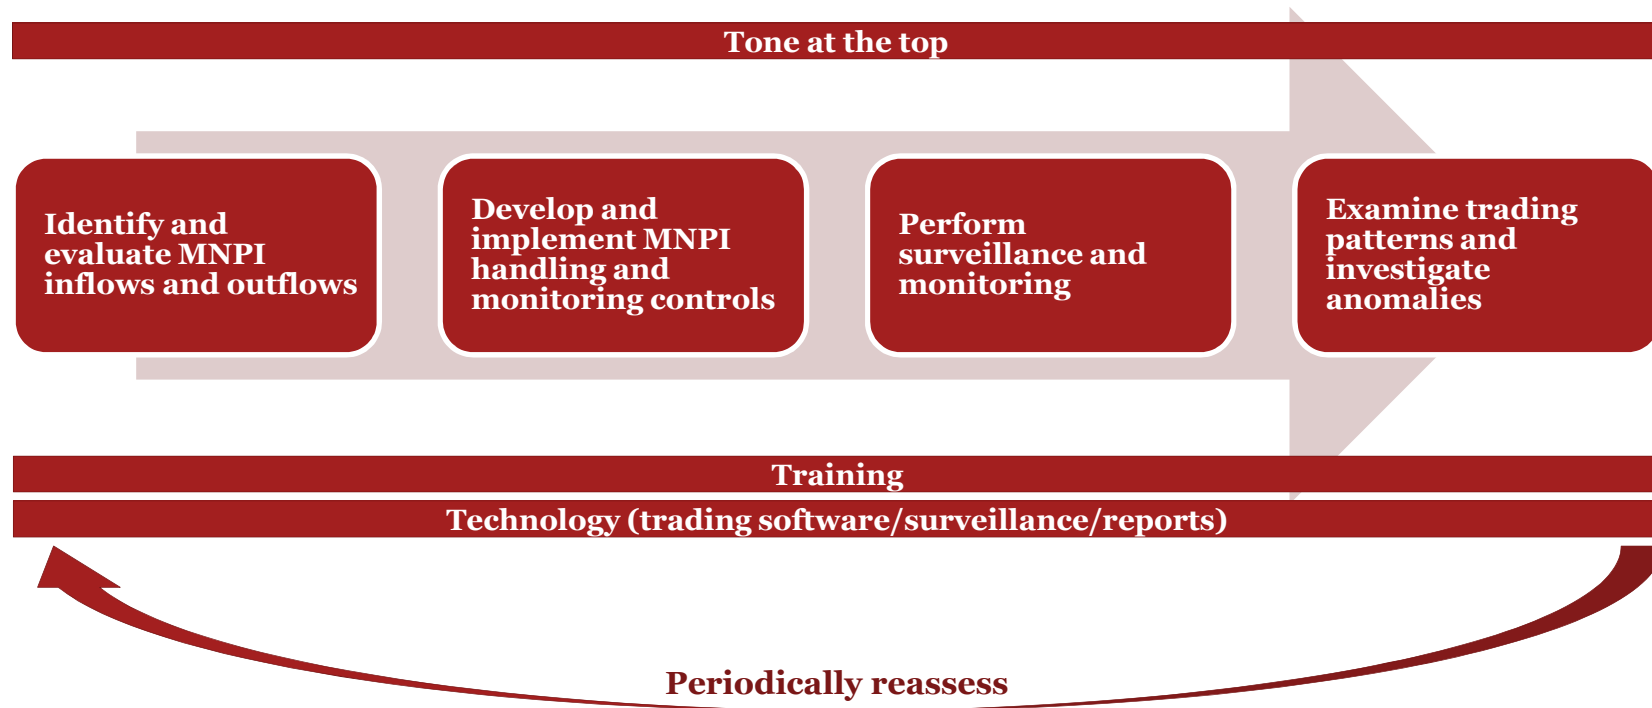 Tone at the top
Identify and
evaluate MNPI
inflows and outflows
Develop and
implement MNPI
handling and
monitoring controls
Perform
surveillance and
monitoring
Examine trading
patterns and
investigate
anomalies
Training
Technology (trading software/surveillance/reports)
Periodically reassess